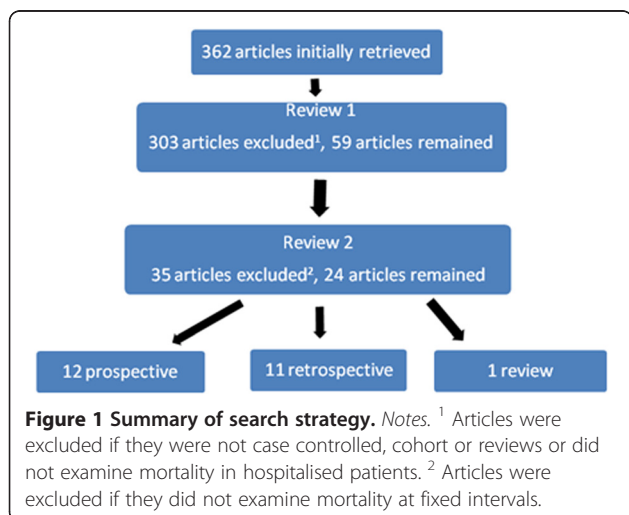 362 articles initially retrieved
Review 1
303 articles excluded¹, 59 articles remained
Review 2
35 articles excluded², 24 articles remained
12 prospective
11 retrospective
1 review
Figure 1 Summary of search strategy. Notes. ¹ Articles were
excluded if they were not case controlled, cohort or reviews or did
not examine mortality in hospitalised patients. ² Articles were
excluded if they did not examine mortality at fixed intervals.